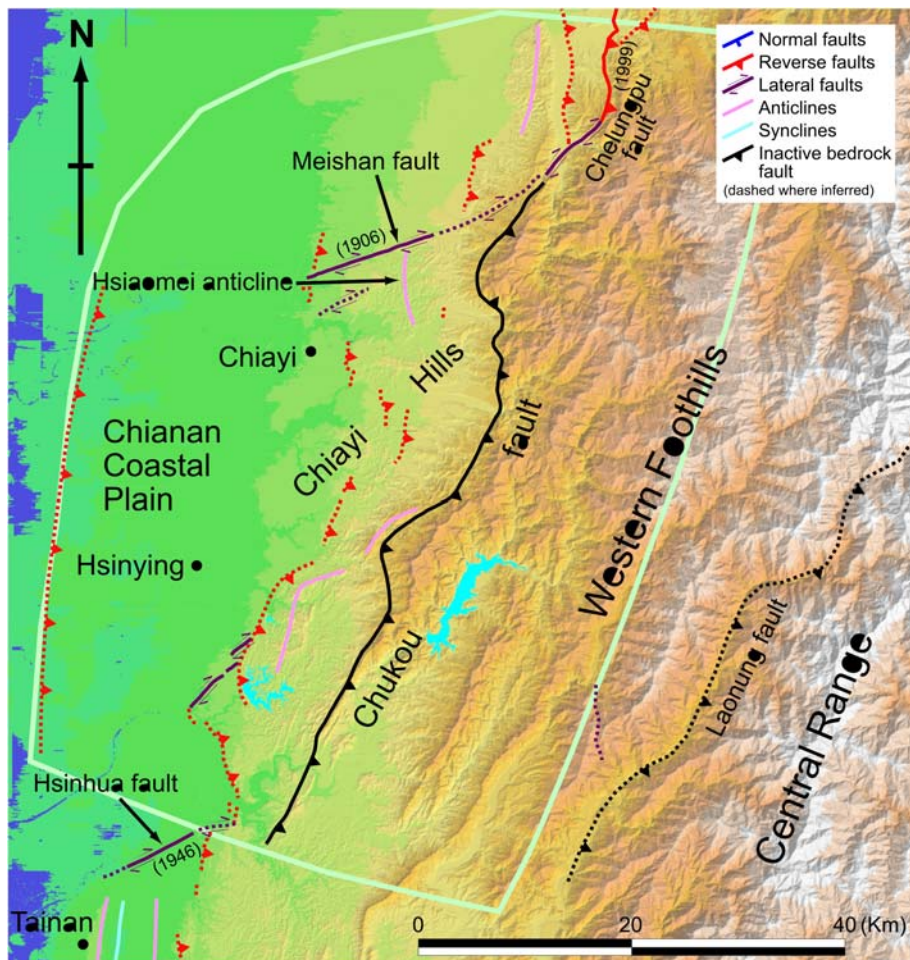 N
Normal faults
Reverse faults
Lateral faults
Anticlines
Synclines
Inactive bedrock
fault
(dashed where inferred)
(1999)
Chelungpu
fault
Meishan fault
(1906)
Hsiaomei anticline
Chiayi
Hills
Chiayi
fault
Chianan
Coastal
Plain
Western Foothills
Hsinying
Chukou
Laonung fault
Central Range
Hsinhua fault
(1946)
Tainan
0
20
40 (Km)